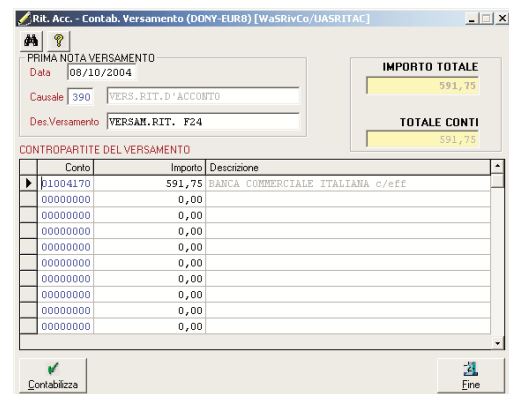 Rit. Acc. - Contab. Versamento (DONY-EUR8) [WaSRivCo/UASRITAC]
PRIMA NOTA VERSAMENTO
Data 08/10/2004
Causale 390 VERS.RIT.D'ACCONTO
Des.Versamento VERSAM.RIT. F24
IMPORTO TOTALE
591,75
TOTALE CONTI
591,75
CONTROPARTITE DEL VERSAMENTO
Conto Importo Descrizione
01004170 591,75 BANCA COMMERCIALE ITALIANA c/eff
00000000 0,00
00000000 0,00
00000000 0,00
00000000 0,00
00000000 0,00
00000000 0,00
00000000 0,00
00000000 0,00
00000000 0,00
Contabilizza
Fine